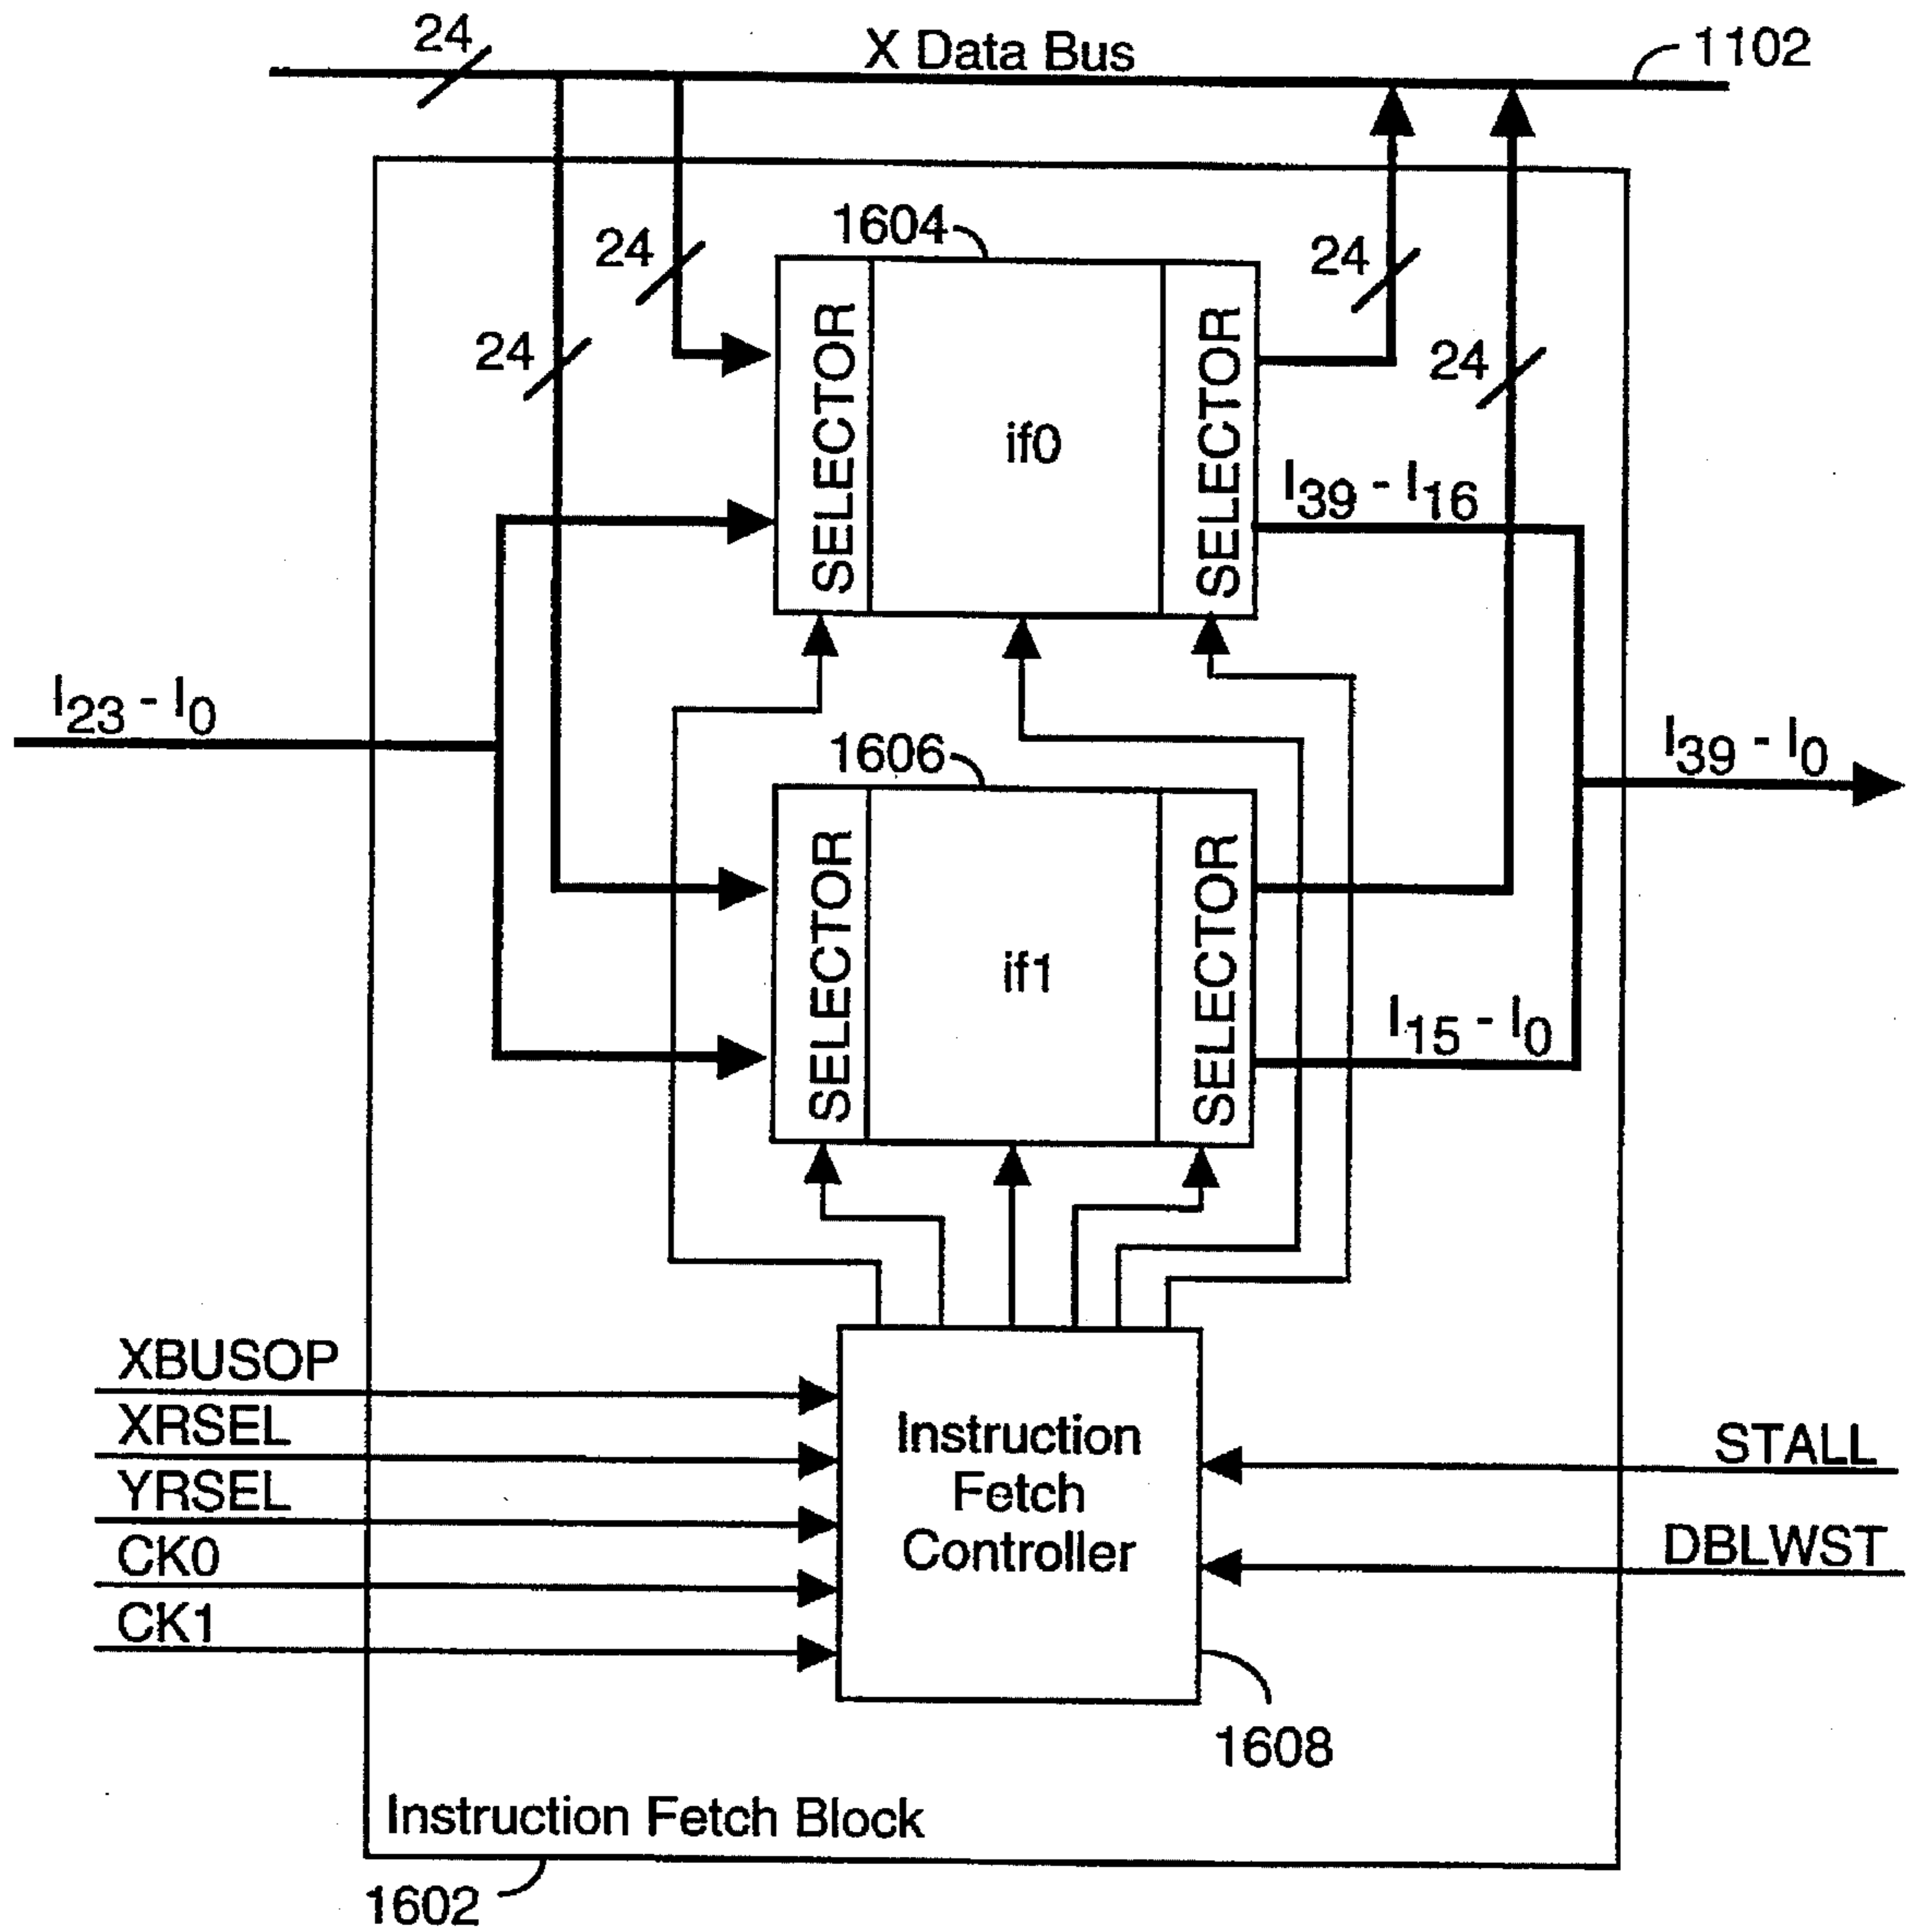 24
X Data Bus
1102
1604
24
24
24
24
SELECTOR
if0
SELECTOR
I39 - I16
I23 - I0
1606
I39 - I0
SELECTOR
if1
SELECTOR
I15 - I0
XBUSOP
XRSEL
YRSEL
CK0
CK1
Instruction
Fetch
Controller
STALL
DBLWST
1608
Instruction Fetch Block
1602